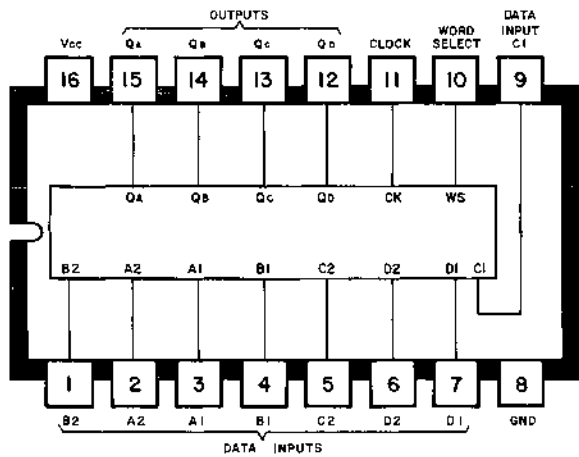 OUTPUTS
DATA
INPUT
C1
WORD
SELECT
Vcc QA QB QC QD CLOCK
16 15 14 13 12 11 10 9
QA QB QC QD CK WS
B2 A2 A1 B1 C2 D2 D1 C1
1 2 3 4 5 6 7 8
B2 A2 A1 B1 C2 D2 D1 GND
DATA INPUTS